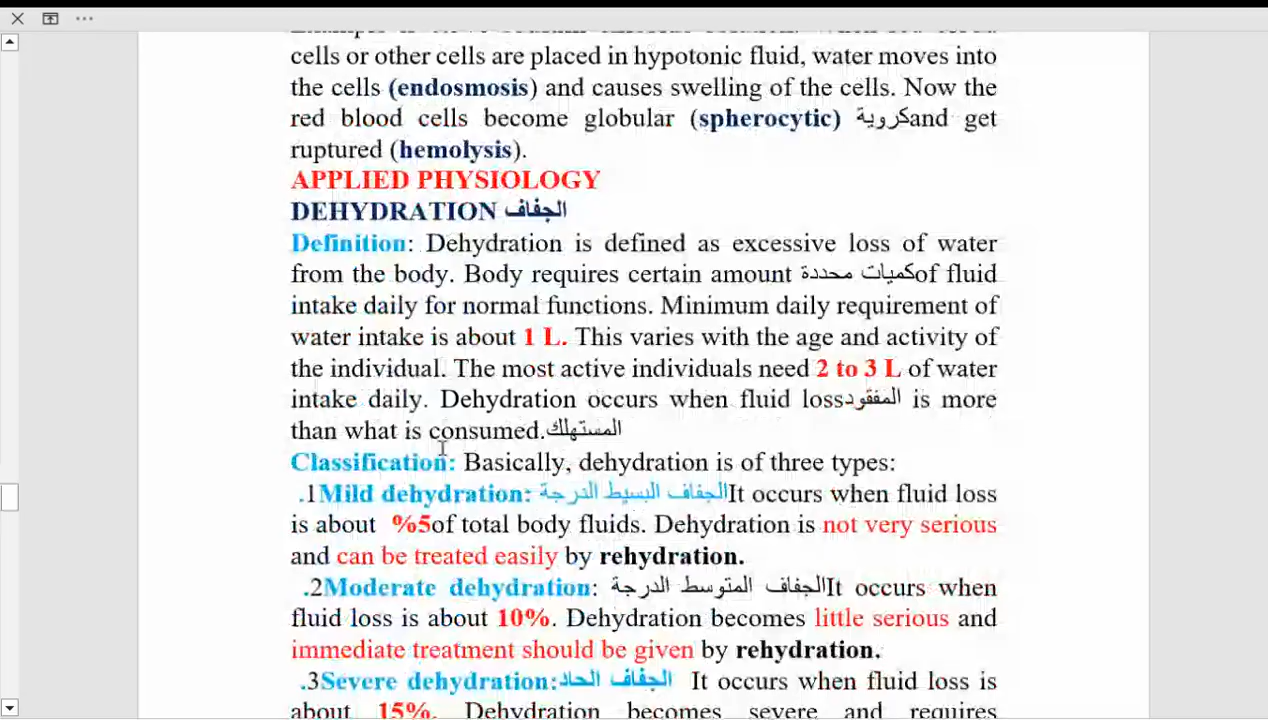 cells or other cells are placed in hypotonic fluid, water moves into
the cells (endosmosis) and causes swelling of the cells. Now the
red blood cells become globular (spherocytic) كرويةand get
ruptured (hemolysis).
APPLIED PHYSIOLOGY
DEHYDRATION الجفاف
Definition: Dehydration is defined as excessive loss of water
from the body. Body requires certain amount كميات محددةof fluid
intake daily for normal functions. Minimum daily requirement of
water intake is about 1 L. This varies with the age and activity of
the individual. The most active individuals need 2 to 3 L of water
intake daily. Dehydration occurs when fluid lossالمفقود is more
than what is consumed.المستهلك
Classification: Basically, dehydration is of three types:
.1Mild dehydration: الجفاف البسيط الدرجةIt occurs when fluid loss
is about %5of total body fluids. Dehydration is not very serious
and can be treated easily by rehydration.
.2Moderate dehydration: الجفاف المتوسط الدرجةIt occurs when
fluid loss is about 10%. Dehydration becomes little serious and
immediate treatment should be given by rehydration.
.3Severe dehydration:الجفاف الحاد It occurs when fluid loss is
about 15%. Dehydration becomes severe and requires